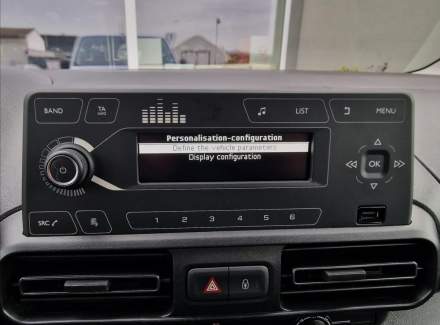 BAND
TA
INFO
LIST
MENU
Personalisation-configuration
Define the vehicle parameters
Display configuration
OK
SRC
1 2 3 4 5 6